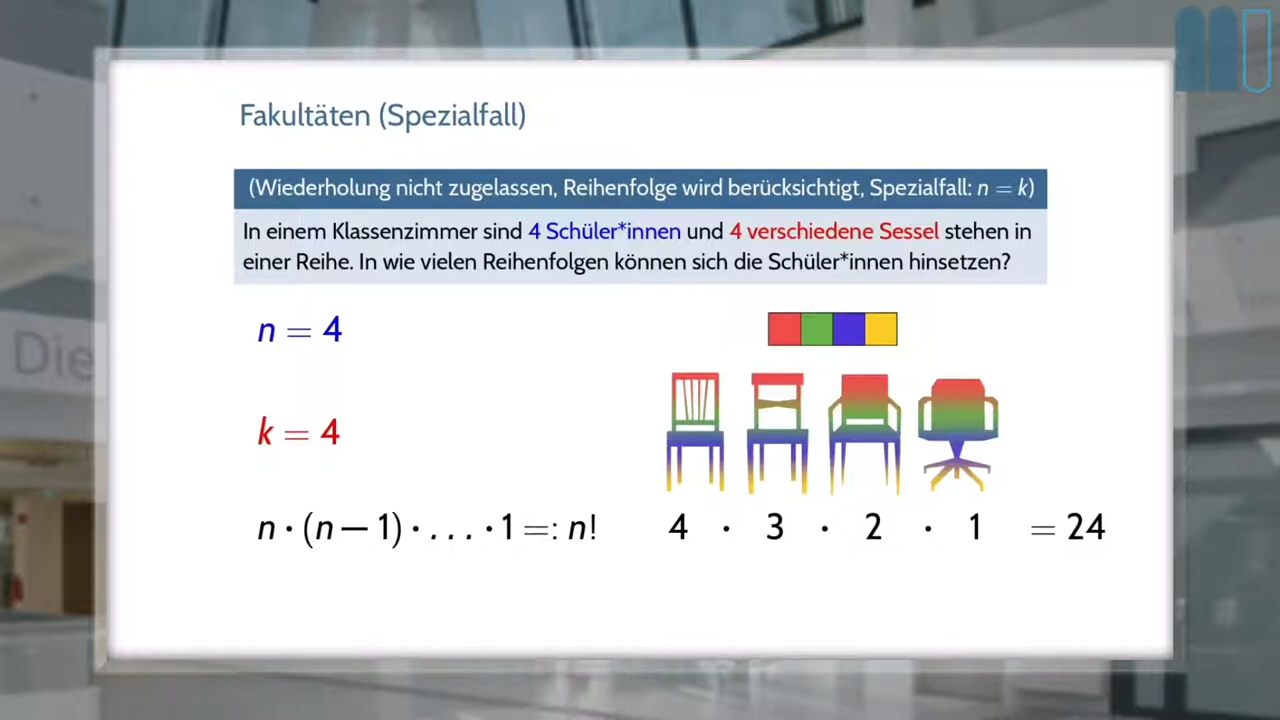 Fakultäten (Spezialfall)
(Wiederholung nicht zugelassen, Reihenfolge wird berücksichtigt, Spezialfall: n = k)
In einem Klassenzimmer sind 4 Schüler*innen und 4 verschiedene Sessel stehen in
einer Reihe. In wie vielen Reihenfolgen können sich die Schüler*innen hinsetzen?
n = 4
k = 4
n · (n − 1) · . . . · 1 =: n! 4 · 3 · 2 · 1 = 24
Die